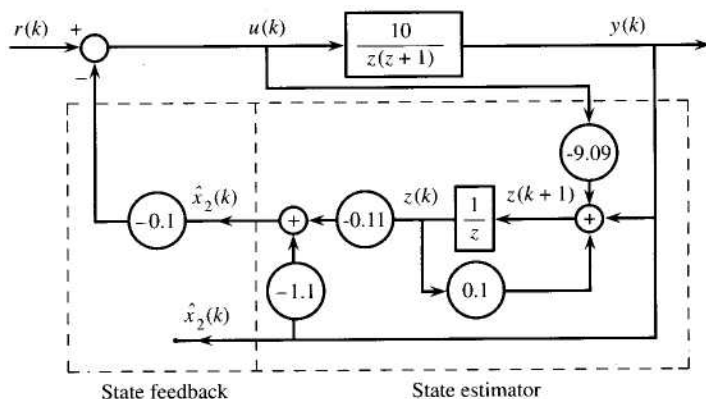 r(k)
+
−
u(k)
10
z(z + 1)
y(k)
-9.09
x̂₂(k)
z(k)
z(k + 1)
−0.1
+
-0.11
1
z
+
−1.1
0.1
x̂₂(k)
State feedback
State estimator